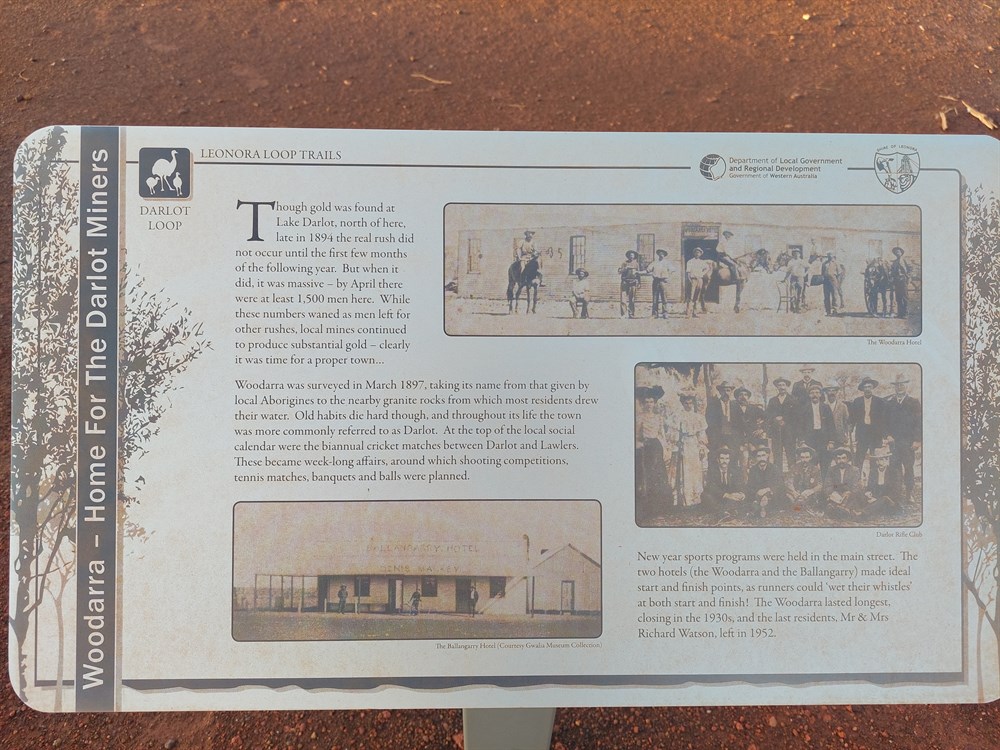 Woodarra – Home For The Darlot Miners
LEONORA LOOP TRAILS
DARLOT
LOOP
Department of Local Government
and Regional Development
Government of Western Australia
SHIRE OF LEONORA
Though gold was found at
Lake Darlot, north of here,
late in 1894 the real rush did
not occur until the first few months
of the following year. But when it
did, it was massive – by April there
were at least 1,500 men here. While
these numbers waned as men left for
other rushes, local mines continued
to produce substantial gold – clearly
it was time for a proper town...
The Woodarra Hotel
Woodarra was surveyed in March 1897, taking its name from that given by
local Aborigines to the nearby granite rocks from which most residents drew
their water. Old habits die hard though, and throughout its life the town
was more commonly referred to as Darlot. At the top of the local social
calendar were the biannual cricket matches between Darlot and Lawlers.
These became week-long affairs, around which shooting competitions,
tennis matches, banquets and balls were planned.
BALLANGARRY HOTEL
The Ballangarry Hotel (Courtesy Gwalia Museum Collection)
Darlot Rifle Club
New year sports programs were held in the main street. The
two hotels (the Woodarra and the Ballangarry) made ideal
start and finish points, as runners could 'wet their whistles'
at both start and finish! The Woodarra lasted longest,
closing in the 1930s, and the last residents, Mr & Mrs
Richard Watson, left in 1952.